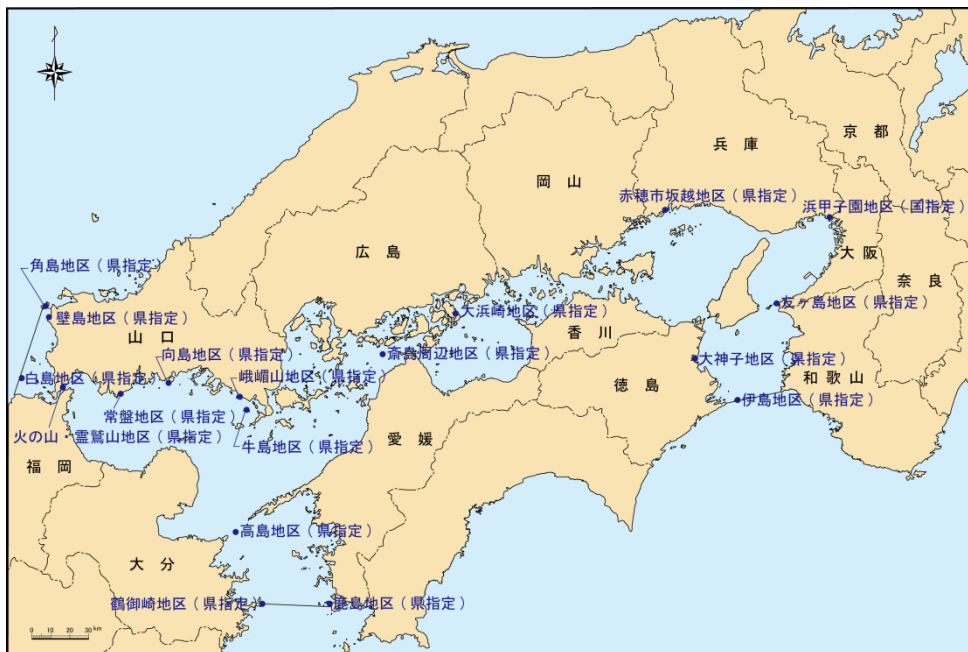 京 都
兵 庫
岡 山
赤穂市坂越地区（県指定）
浜甲子園地区（国指定）
広 島
大 阪
角島地区（県指定）
奈 良
友ヶ島地区（県指定）
壁島地区（県指定）
大浜崎地区（県指定）
香 川
山 口
向島地区（県指定）
斎島周辺地区（県指定）
大神子地区（県指定）
白島地区（県指定）
峨嵋山地区（県指定）
徳 島
和歌山
伊島地区（県指定）
常盤地区（県指定）
火の山・霊鷲山地区（県指定）
牛島地区（県指定）
愛 媛
福 岡
高島地区（県指定）
大 分
鶴御崎地区（県指定）
鹿島地区（県指定）
0 10 20 30 km